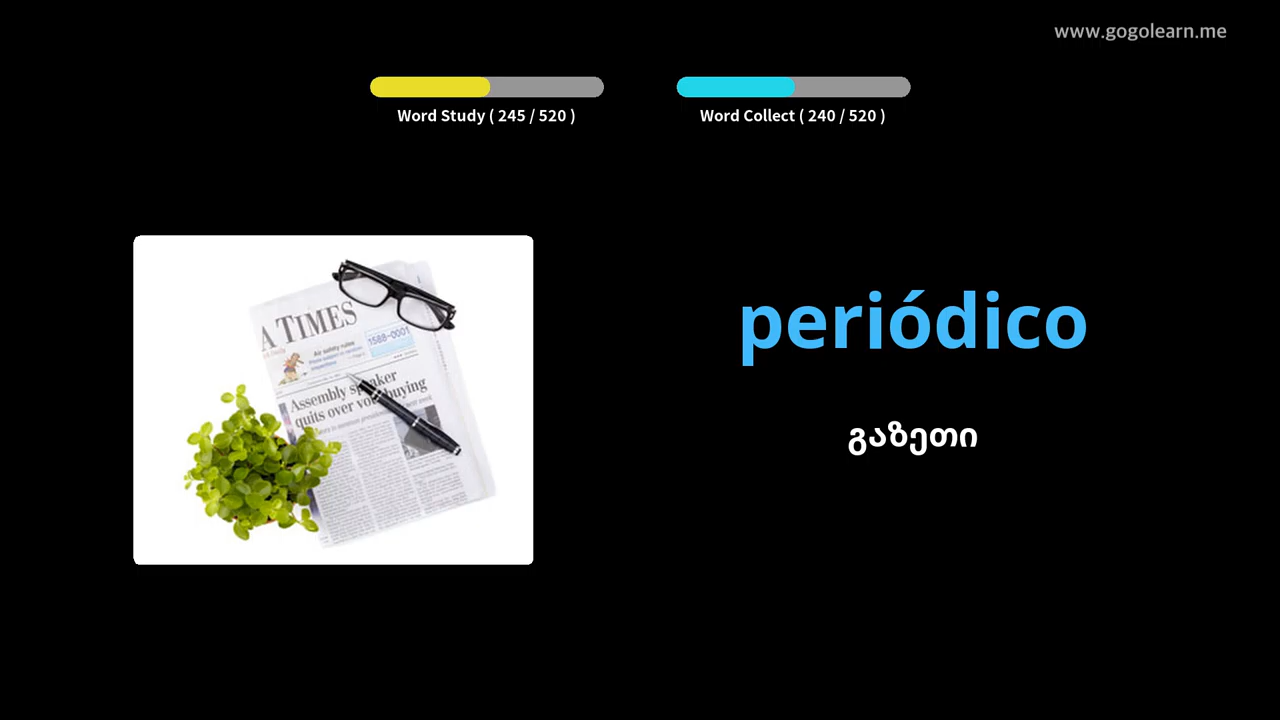 www.gogolearn.me
Word Study ( 245 / 520 )
Word Collect ( 240 / 520 )
A TIMES
Air safety rules
1588-0001
Assembly speaker
quits over vote buying
periódico
გაზეთი